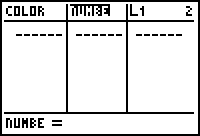 COLOR NUMBE L1 2
------ ------ ------
NUMBE =